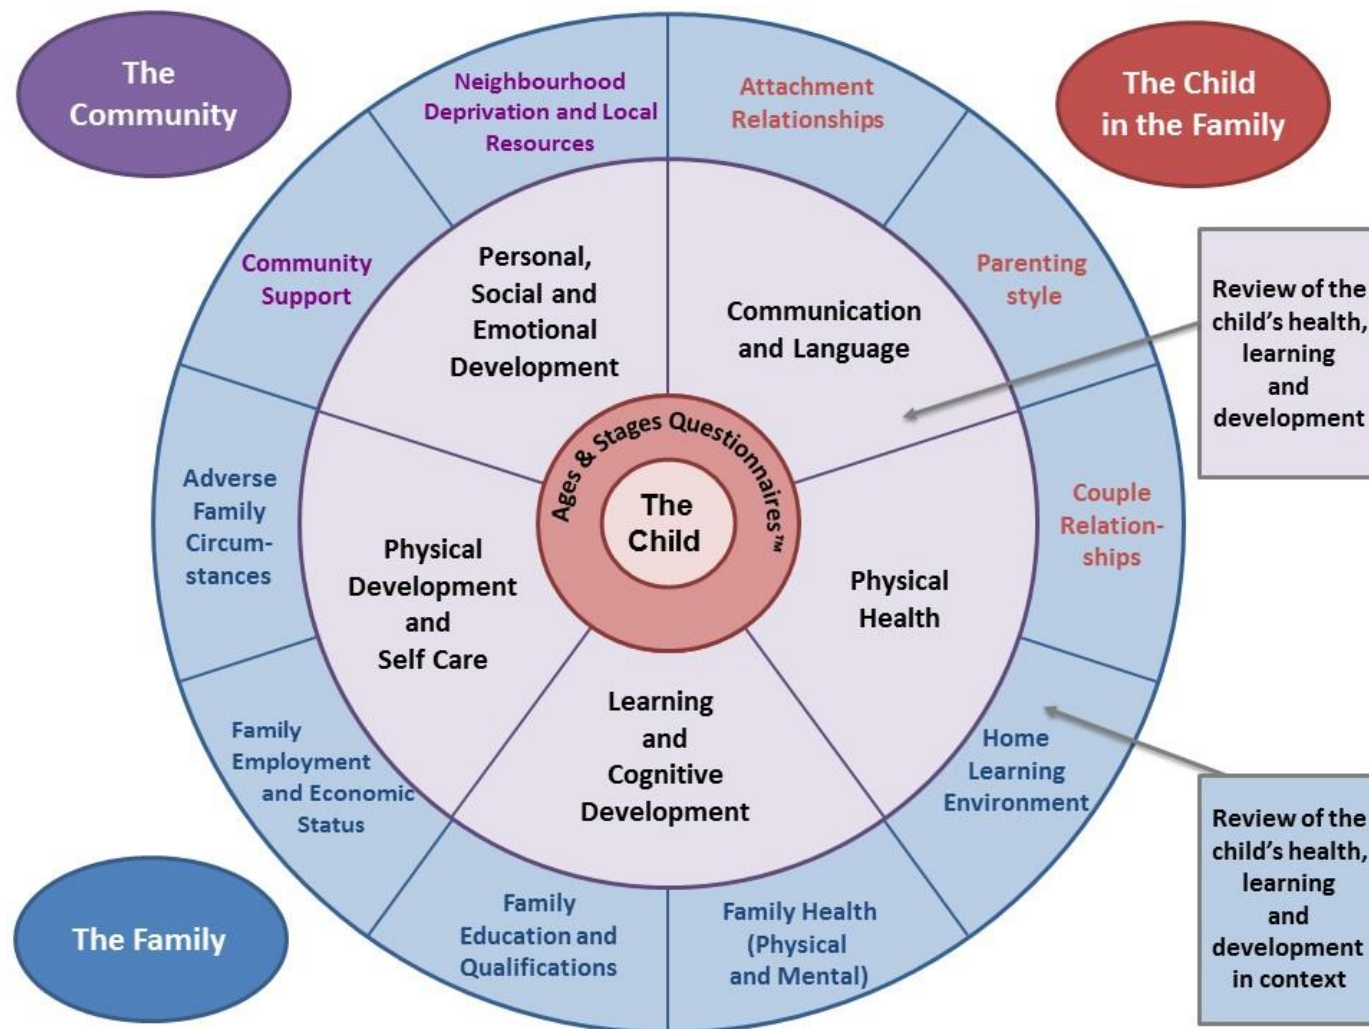 The
Community
The Child
in the Family
Neighbourhood
Deprivation and Local
Resources
Attachment
Relationships
Community
Support
Parenting
style
Personal,
Social and
Emotional
Development
Communication
and Language
Review of the
child's health,
learning
and
development
Ages & Stages Questionnaires™
The
Child
Adverse
Family
Circum-
stances
Physical
Development
and
Self Care
Physical
Health
Couple
Relation-
ships
Learning
and
Cognitive
Development
Family
Employment
and Economic
Status
Home
Learning
Environment
Family
Education and
Qualifications
Family Health
(Physical
and Mental)
The Family
Review of the
child's health,
learning
and
development
in context